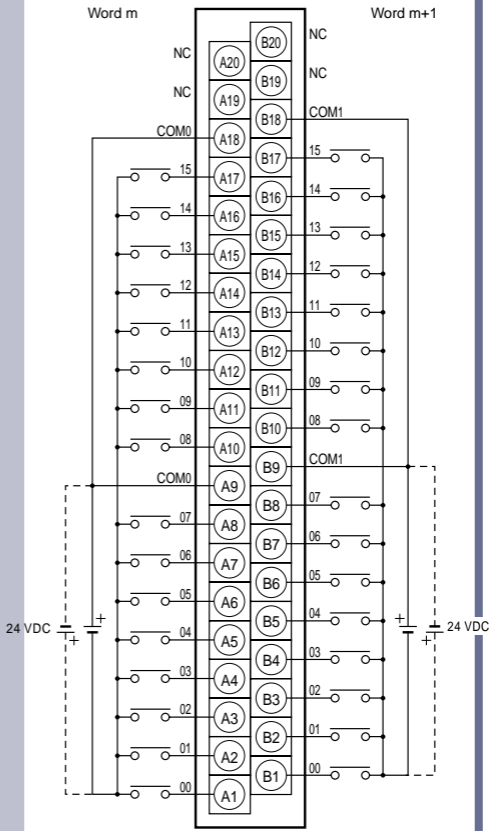 Word m Word m+1
NC B20 NC
A20
NC B19 NC
A19
COM0 B18 COM1
A18
15 B17 15
A17
14 B16 14
A16
13 B15 13
A15
12 B14 12
A14
11 B13 11
A13
10 B12 10
A12
09 B11 09
A11
08 B10 08
A10
COM0 B9 COM1
A9
07 B8 07
A8
06 B7 06
A7
05 B6 05
A6
24 VDC + B5 04 + 24 VDC
+ 04 A5 +
B4 03
03 A4
B3 02
02 A3
B2 01
01 A2
B1 00
00 A1